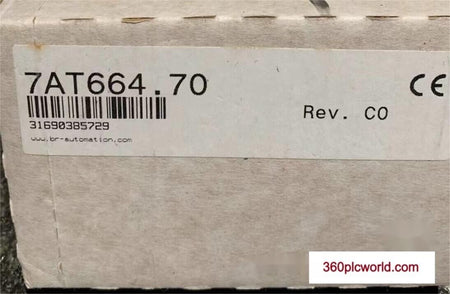 7AT664.70
CE
31690385729
Rev. C0
www.br-automation.com
360plcworld.com